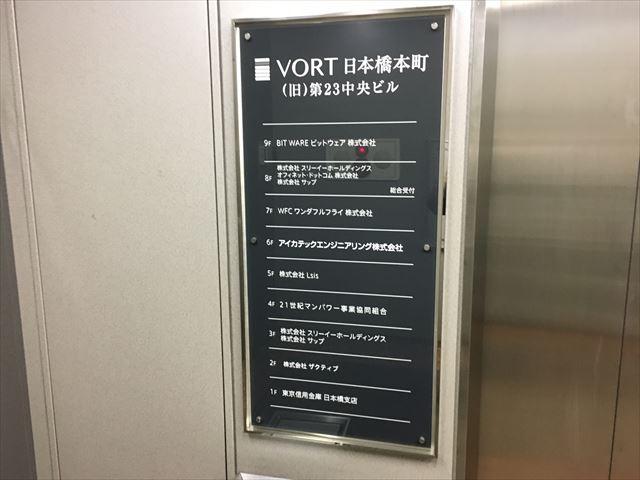 VORT 日本橋本町
(旧)第23中央ビル
9F BIT WARE ビットウェア 株式会社
8F 株式会社 スリーイーホールディングス
オフィネット・ドットコム 株式会社
株式会社 サップ
総合受付
7F WFC ワンダフルフライ 株式会社
6F アイカテックエンジニアリング株式会社
5F 株式会社 Lsis
4F 21世紀マンパワー事業協同組合
3F 株式会社 スリーイーホールディングス
株式会社 サップ
2F 株式会社 ザクティブ
1F 東京信用金庫 日本橋支店